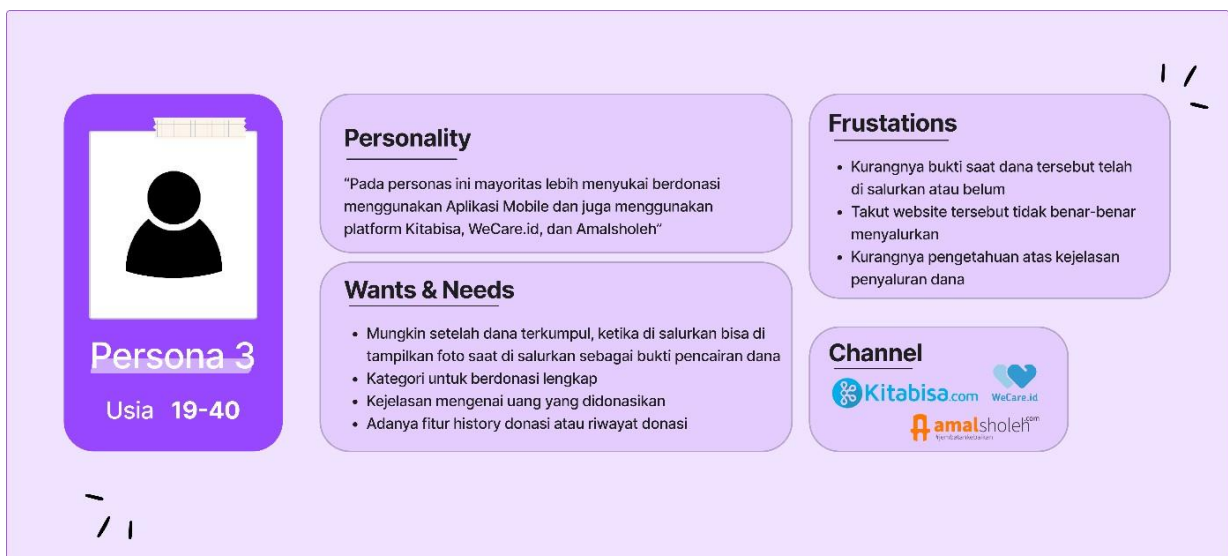 Persona 3
Usia 19-40
Personality
“Pada personas ini mayoritas lebih menyukai berdonasi
menggunakan Aplikasi Mobile dan juga menggunakan
platform Kitabisa, WeCare.id, dan Amalsholeh“
Wants & Needs
• Mungkin setelah dana terkumpul, ketika di salurkan bisa di
tampilkan foto saat di salurkan sebagai bukti pencairan dana
• Kategori untuk berdonasi lengkap
• Kejelasan mengenai uang yang didonasikan
• Adanya fitur history donasi atau riwayat donasi
Frustations
• Kurangnya bukti saat dana tersebut telah
di salurkan atau belum
• Takut website tersebut tidak benar-benar
menyalurkan
• Kurangnya pengetahuan atas kejelasan
penyaluran dana
Channel
Kitabisa.com
WeCare.id
amalsholeh.com
#jembatankebaikan